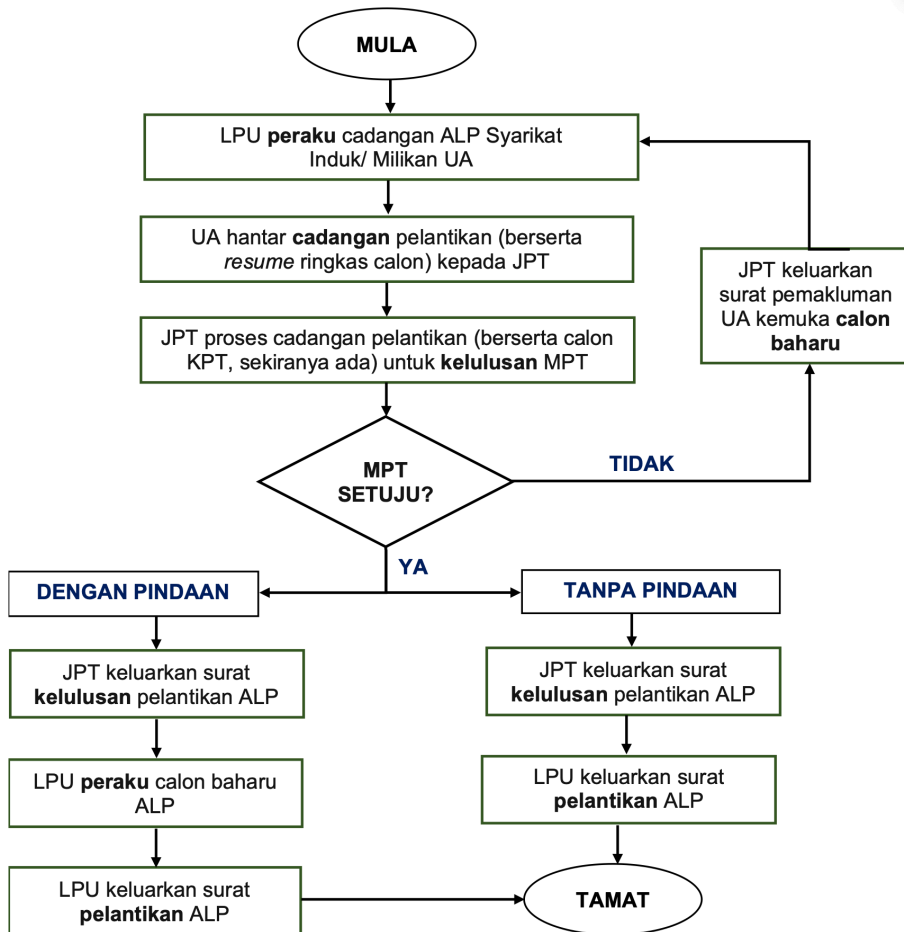 MULA
LPU peraku cadangan ALP Syarikat
Induk/ Milikan UA
UA hantar cadangan pelantikan (berserta
resume ringkas calon) kepada JPT
JPT keluarkan
surat pemakluman
UA kemuka calon
baharu
JPT proses cadangan pelantikan (berserta calon
KPT, sekiranya ada) untuk kelulusan MPT
MPT
SETUJU?
TIDAK
YA
DENGAN PINDAAN
TANPA PINDAAN
JPT keluarkan surat
kelulusan pelantikan ALP
JPT keluarkan surat
kelulusan pelantikan ALP
LPU peraku calon baharu
ALP
LPU keluarkan surat
pelantikan ALP
LPU keluarkan surat
pelantikan ALP
TAMAT